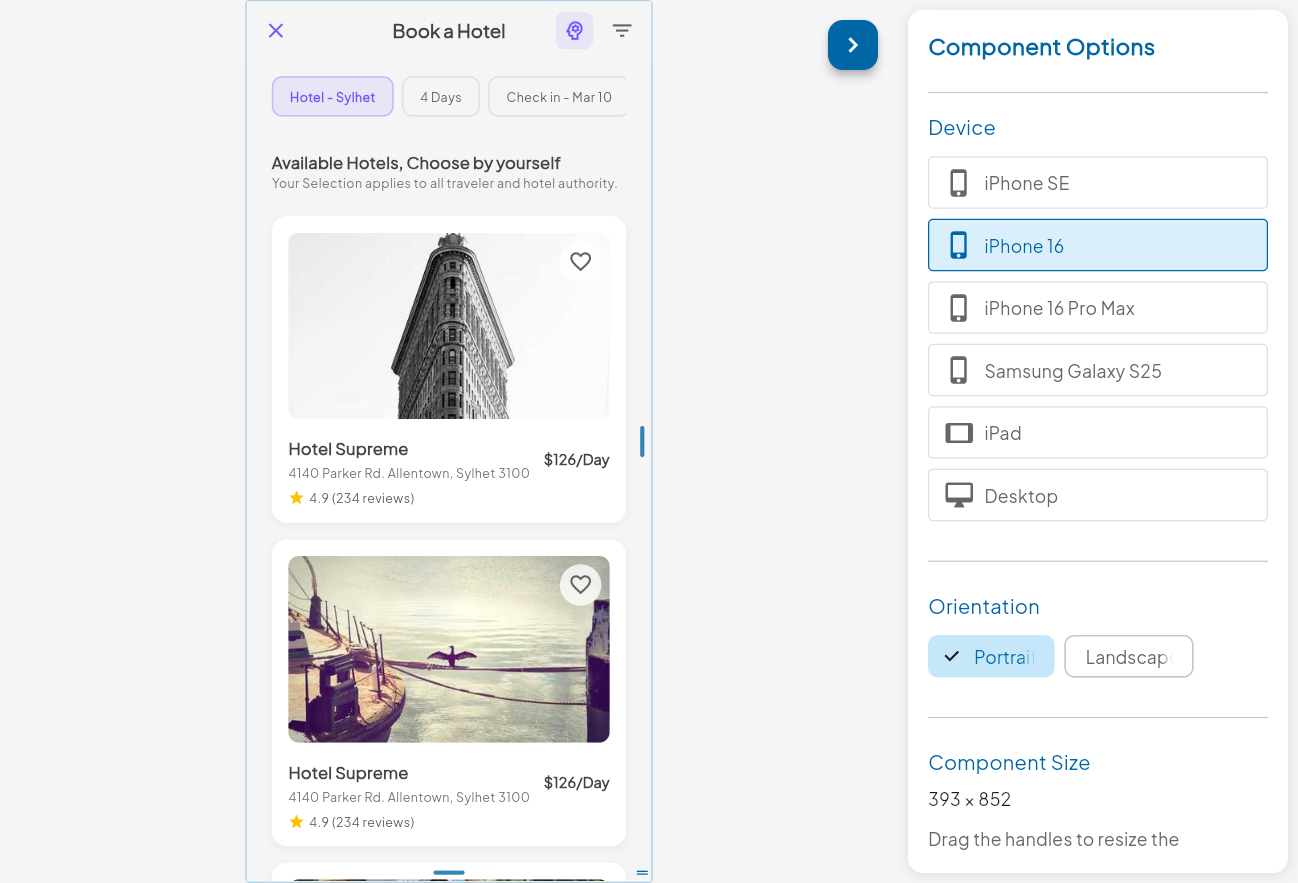 Book a Hotel
Hotel - Sylhet
4 Days
Check in - Mar 10
Available Hotels, Choose by yourself
Your Selection applies to all traveler and hotel authority.
Hotel Supreme
$126/Day
4140 Parker Rd. Allentown, Sylhet 3100
4.9 (234 reviews)
Hotel Supreme
$126/Day
4140 Parker Rd. Allentown, Sylhet 3100
4.9 (234 reviews)
Component Options
Device
iPhone SE
iPhone 16
iPhone 16 Pro Max
Samsung Galaxy S25
iPad
Desktop
Orientation
Portrait
Landscape
Component Size
393 × 852
Drag the handles to resize the